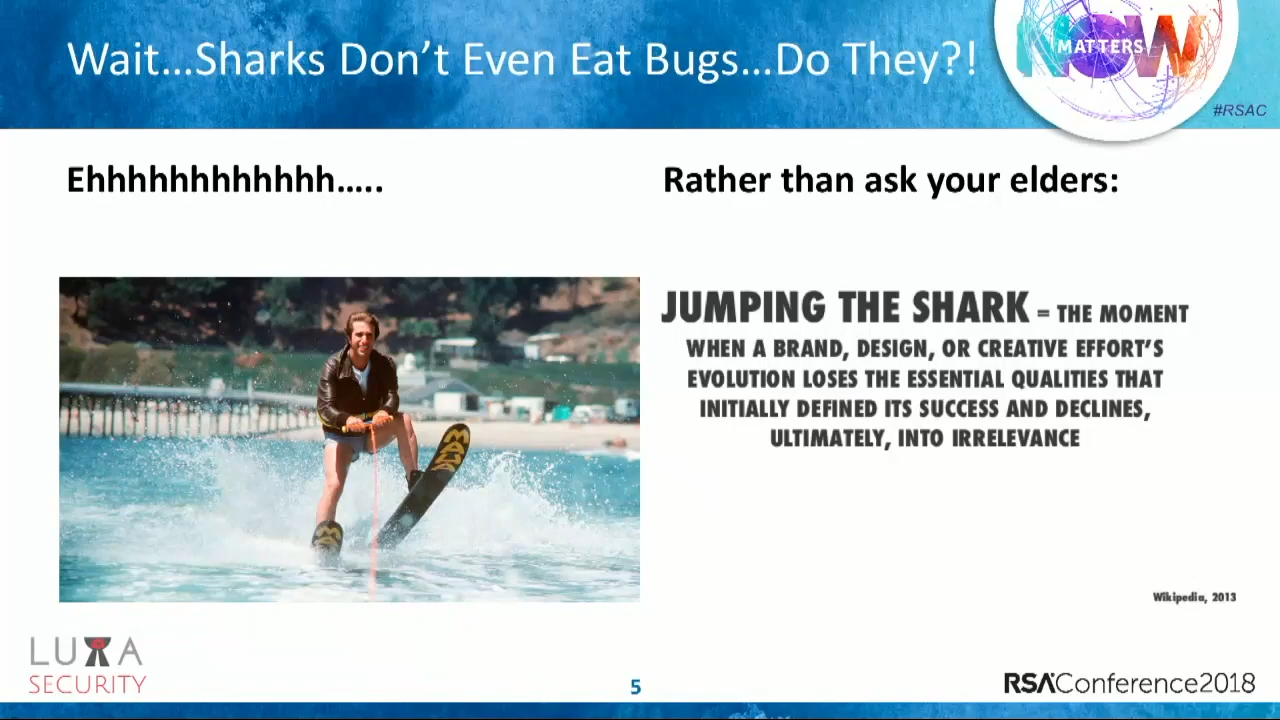 Wait...Sharks Don't Even Eat Bugs...Do They?!
NOW
MATTERS
#RSAC
Ehhhhhhhhhhhhh.....
Rather than ask your elders:
JUMPING THE SHARK = THE MOMENT
WHEN A BRAND, DESIGN, OR CREATIVE EFFORT'S
EVOLUTION LOSES THE ESSENTIAL QUALITIES THAT
INITIALLY DEFINED ITS SUCCESS AND DECLINES,
ULTIMATELY, INTO IRRELEVANCE
MAHA
Wikipedia, 2013
LUTA
SECURITY
5
RSAConference2018